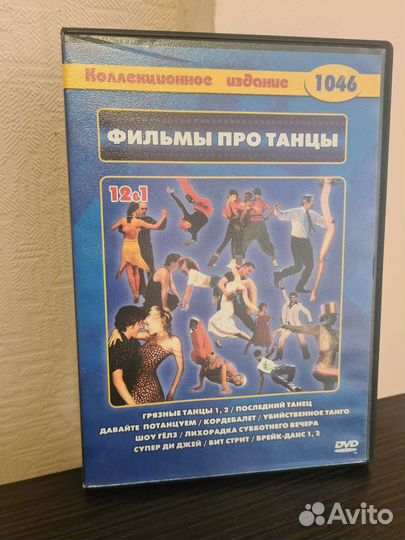 Коллекционное издание 1046
ФИЛЬМЫ ПРО ТАНЦЫ
12в1
ГРЯЗНЫЕ ТАНЦЫ 1, 2 / ПОСЛЕДНИЙ ТАНЕЦ
ДАВАЙТЕ ПОТАНЦУЕМ / КОРДЕБАЛЕТ / УБИЙСТВЕННОЕ ТАНГО
ШОУ ГЁЛЗ / ЛИХОРАДКА СУББОТНЕГО ВЕЧЕРА
СУПЕР ДИ ДЖЕЙ / БИТ СТРИТ / БРЕЙК-ДАНС 1, 2
DVD
Avito